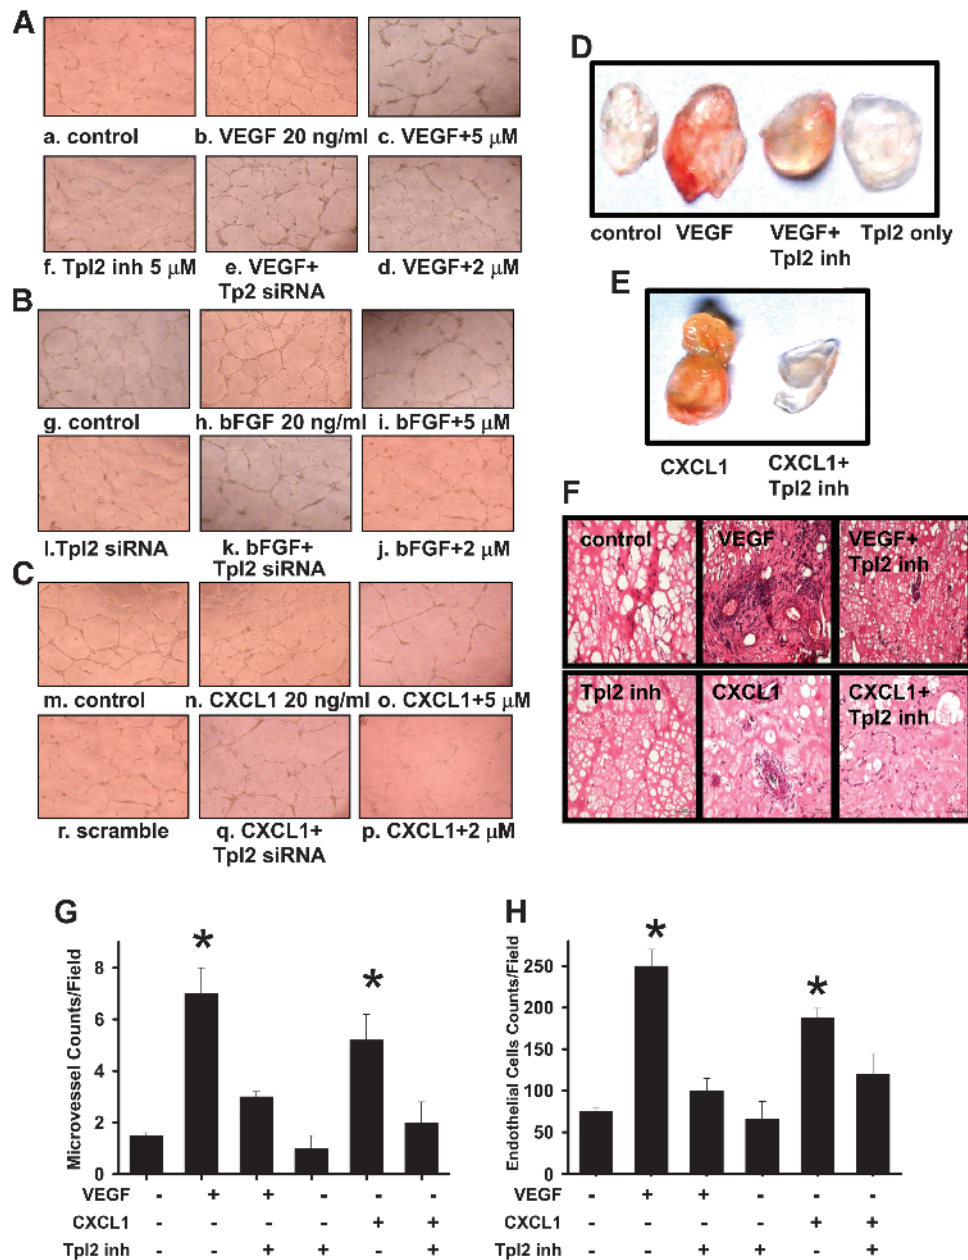 A
a. control
b. VEGF 20 ng/ml
c. VEGF+5 μM
f. Tpl2 inh 5 μM
e. VEGF+
Tp2 siRNA
d. VEGF+2 μM
B
g. control
h. bFGF 20 ng/ml
i. bFGF+5 μM
l.Tpl2 siRNA
k. bFGF+
Tpl2 siRNA
j. bFGF+2 μM
C
m. control
n. CXCL1 20 ng/ml
o. CXCL1+5 μM
r. scramble
q. CXCL1+
Tpl2 siRNA
p. CXCL1+2 μM
D
control
VEGF
VEGF+
Tpl2 inh
Tpl2 only
E
CXCL1
CXCL1+
Tpl2 inh
F
control
VEGF
VEGF+
Tpl2 inh
Tpl2 inh
CXCL1
CXCL1+
Tpl2 inh
G
Microvessel Counts/Field
8
6
4
2
0
*
*
VEGF - + + - - -
CXCL1 - - - - + +
Tpl2 inh - - + + - +
H
Endothelial Cells Counts/Field
250
200
150
100
50
0
*
*
VEGF - + + - - -
CXCL1 - - - - + +
Tpl2 inh - - + + - +